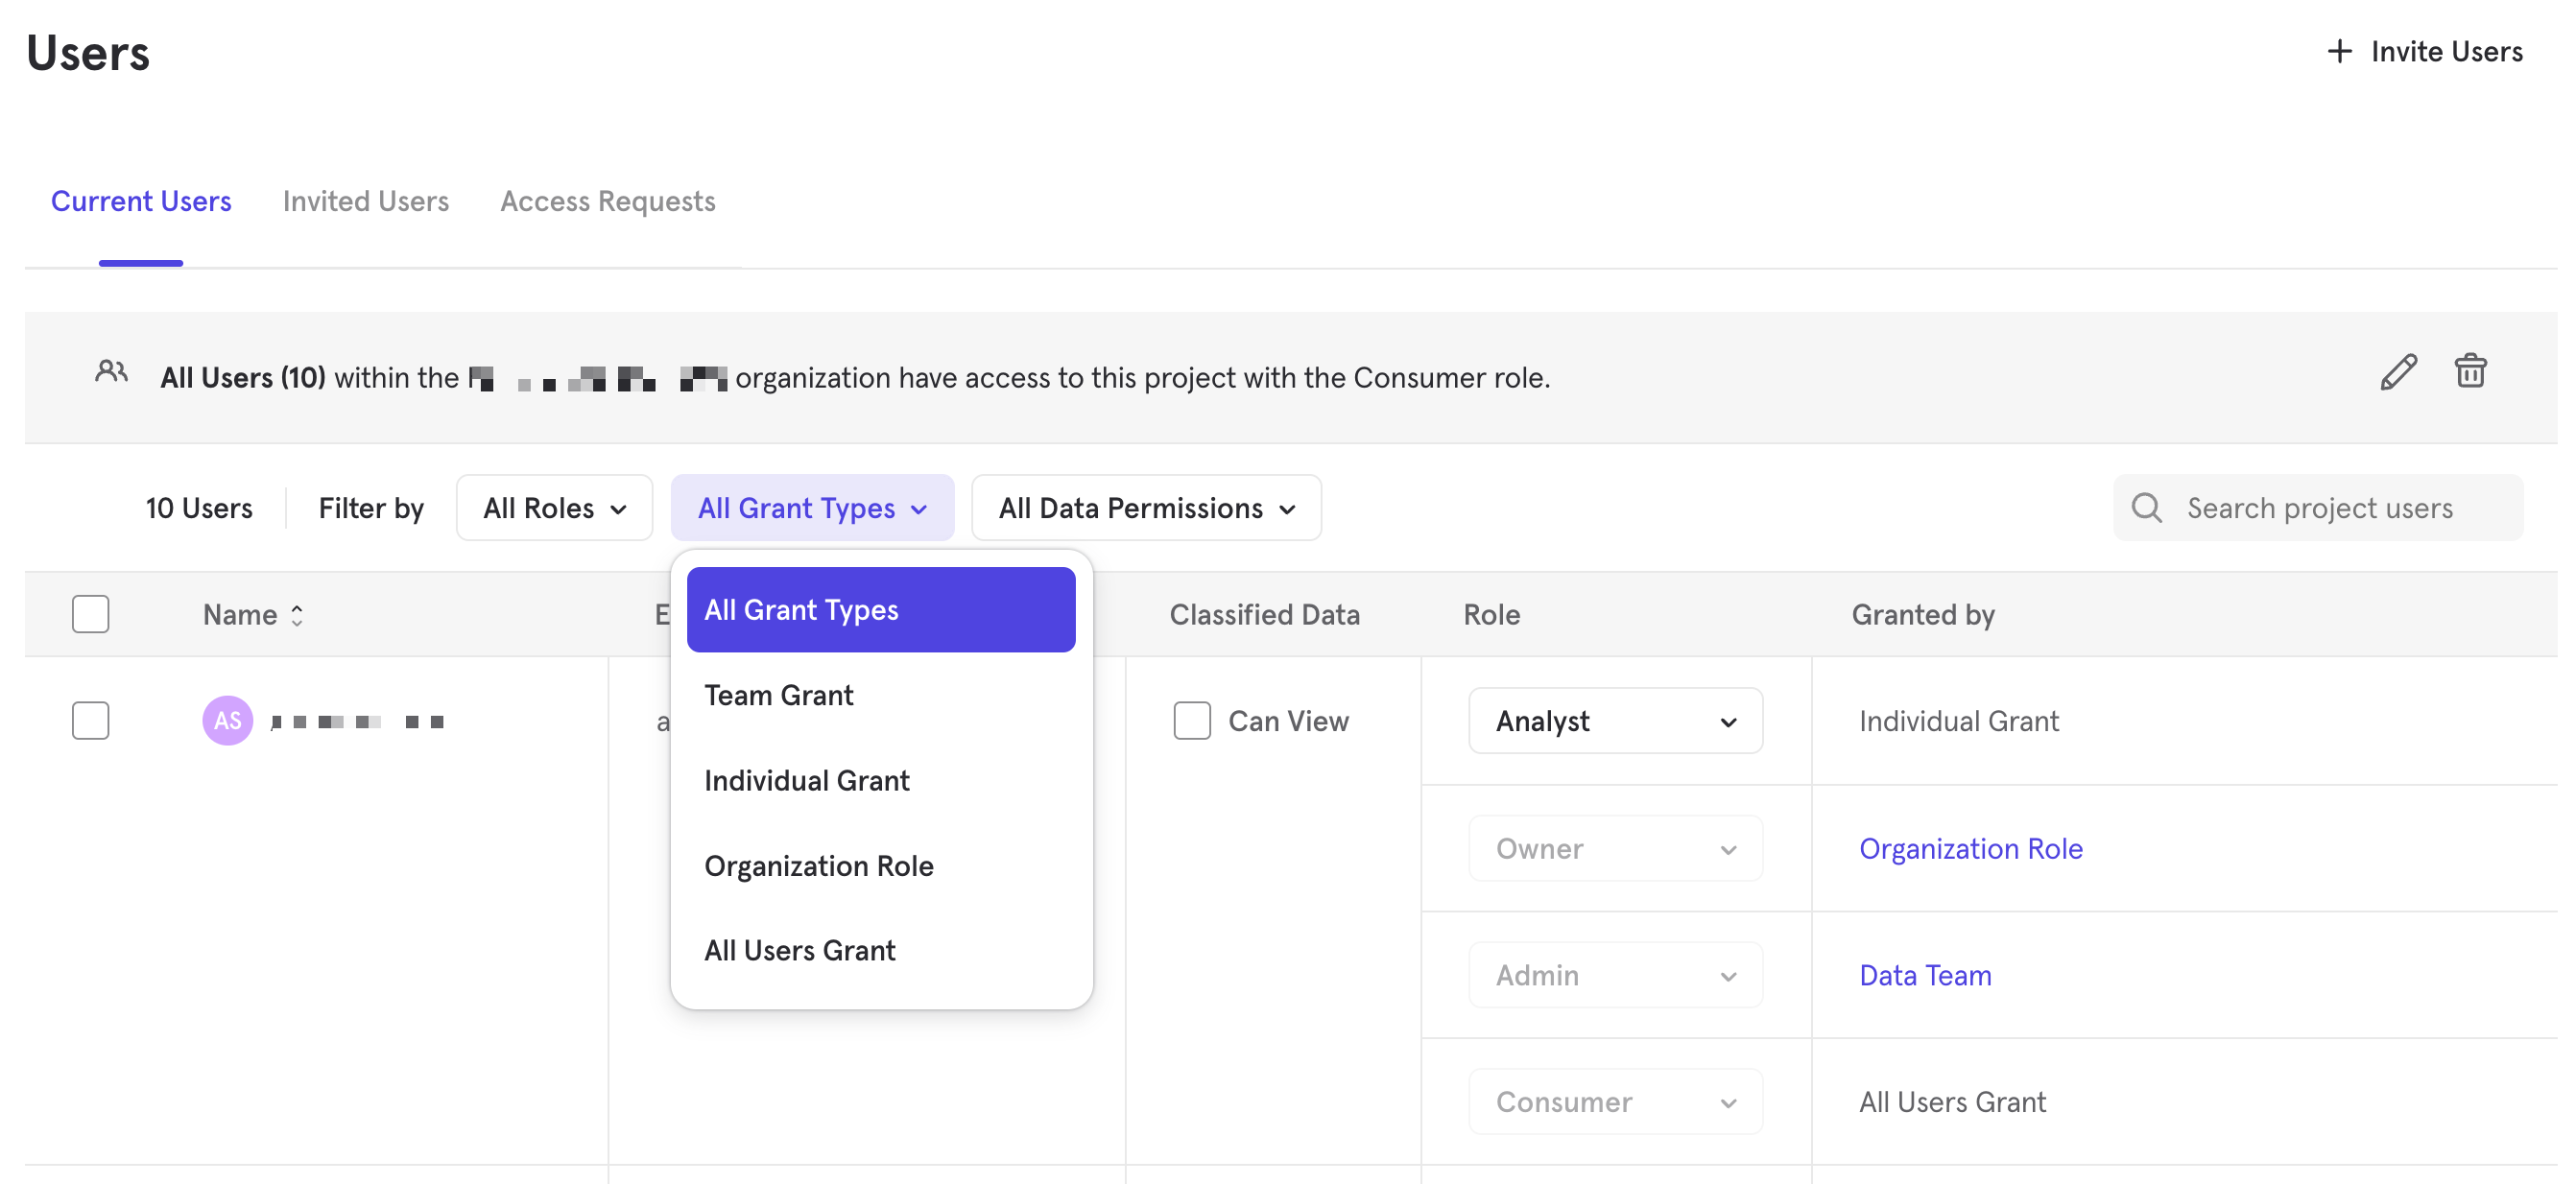 Users
+ Invite Users
Current Users Invited Users Access Requests
All Users (10) within the organization have access to this project with the Consumer role.
10 Users Filter by All Roles All Grant Types All Data Permissions Search project users
Name Classified Data Role Granted by
All Grant Types
Team Grant
Individual Grant
Organization Role
All Users Grant
AS Can View Analyst Individual Grant
Owner Organization Role
Admin Data Team
Consumer All Users Grant